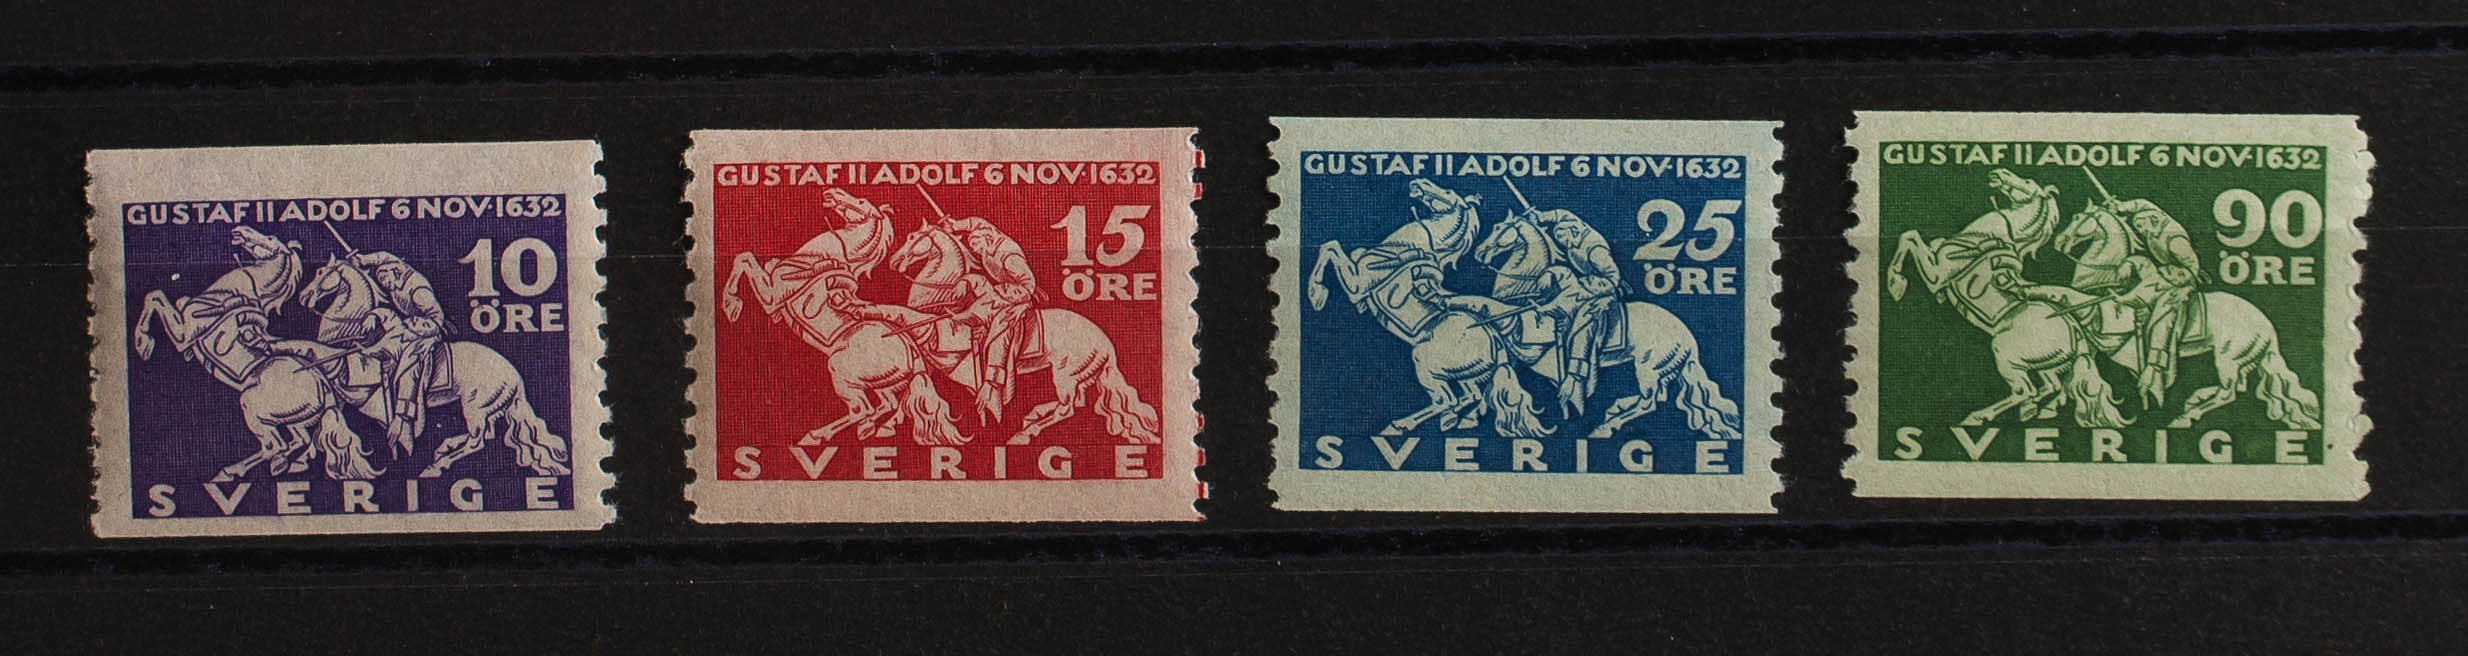 GUSTAF II ADOLF 6 NOV·1632
10
ÖRE
SVERIGE
GUSTAF II ADOLF 6 NOV·1632
15
ÖRE
SVERIGE
GUSTAF II ADOLF 6 NOV·1632
25
ÖRE
SVERIGE
GUSTAF II ADOLF 6 NOV·1632
90
ÖRE
SVERIGE